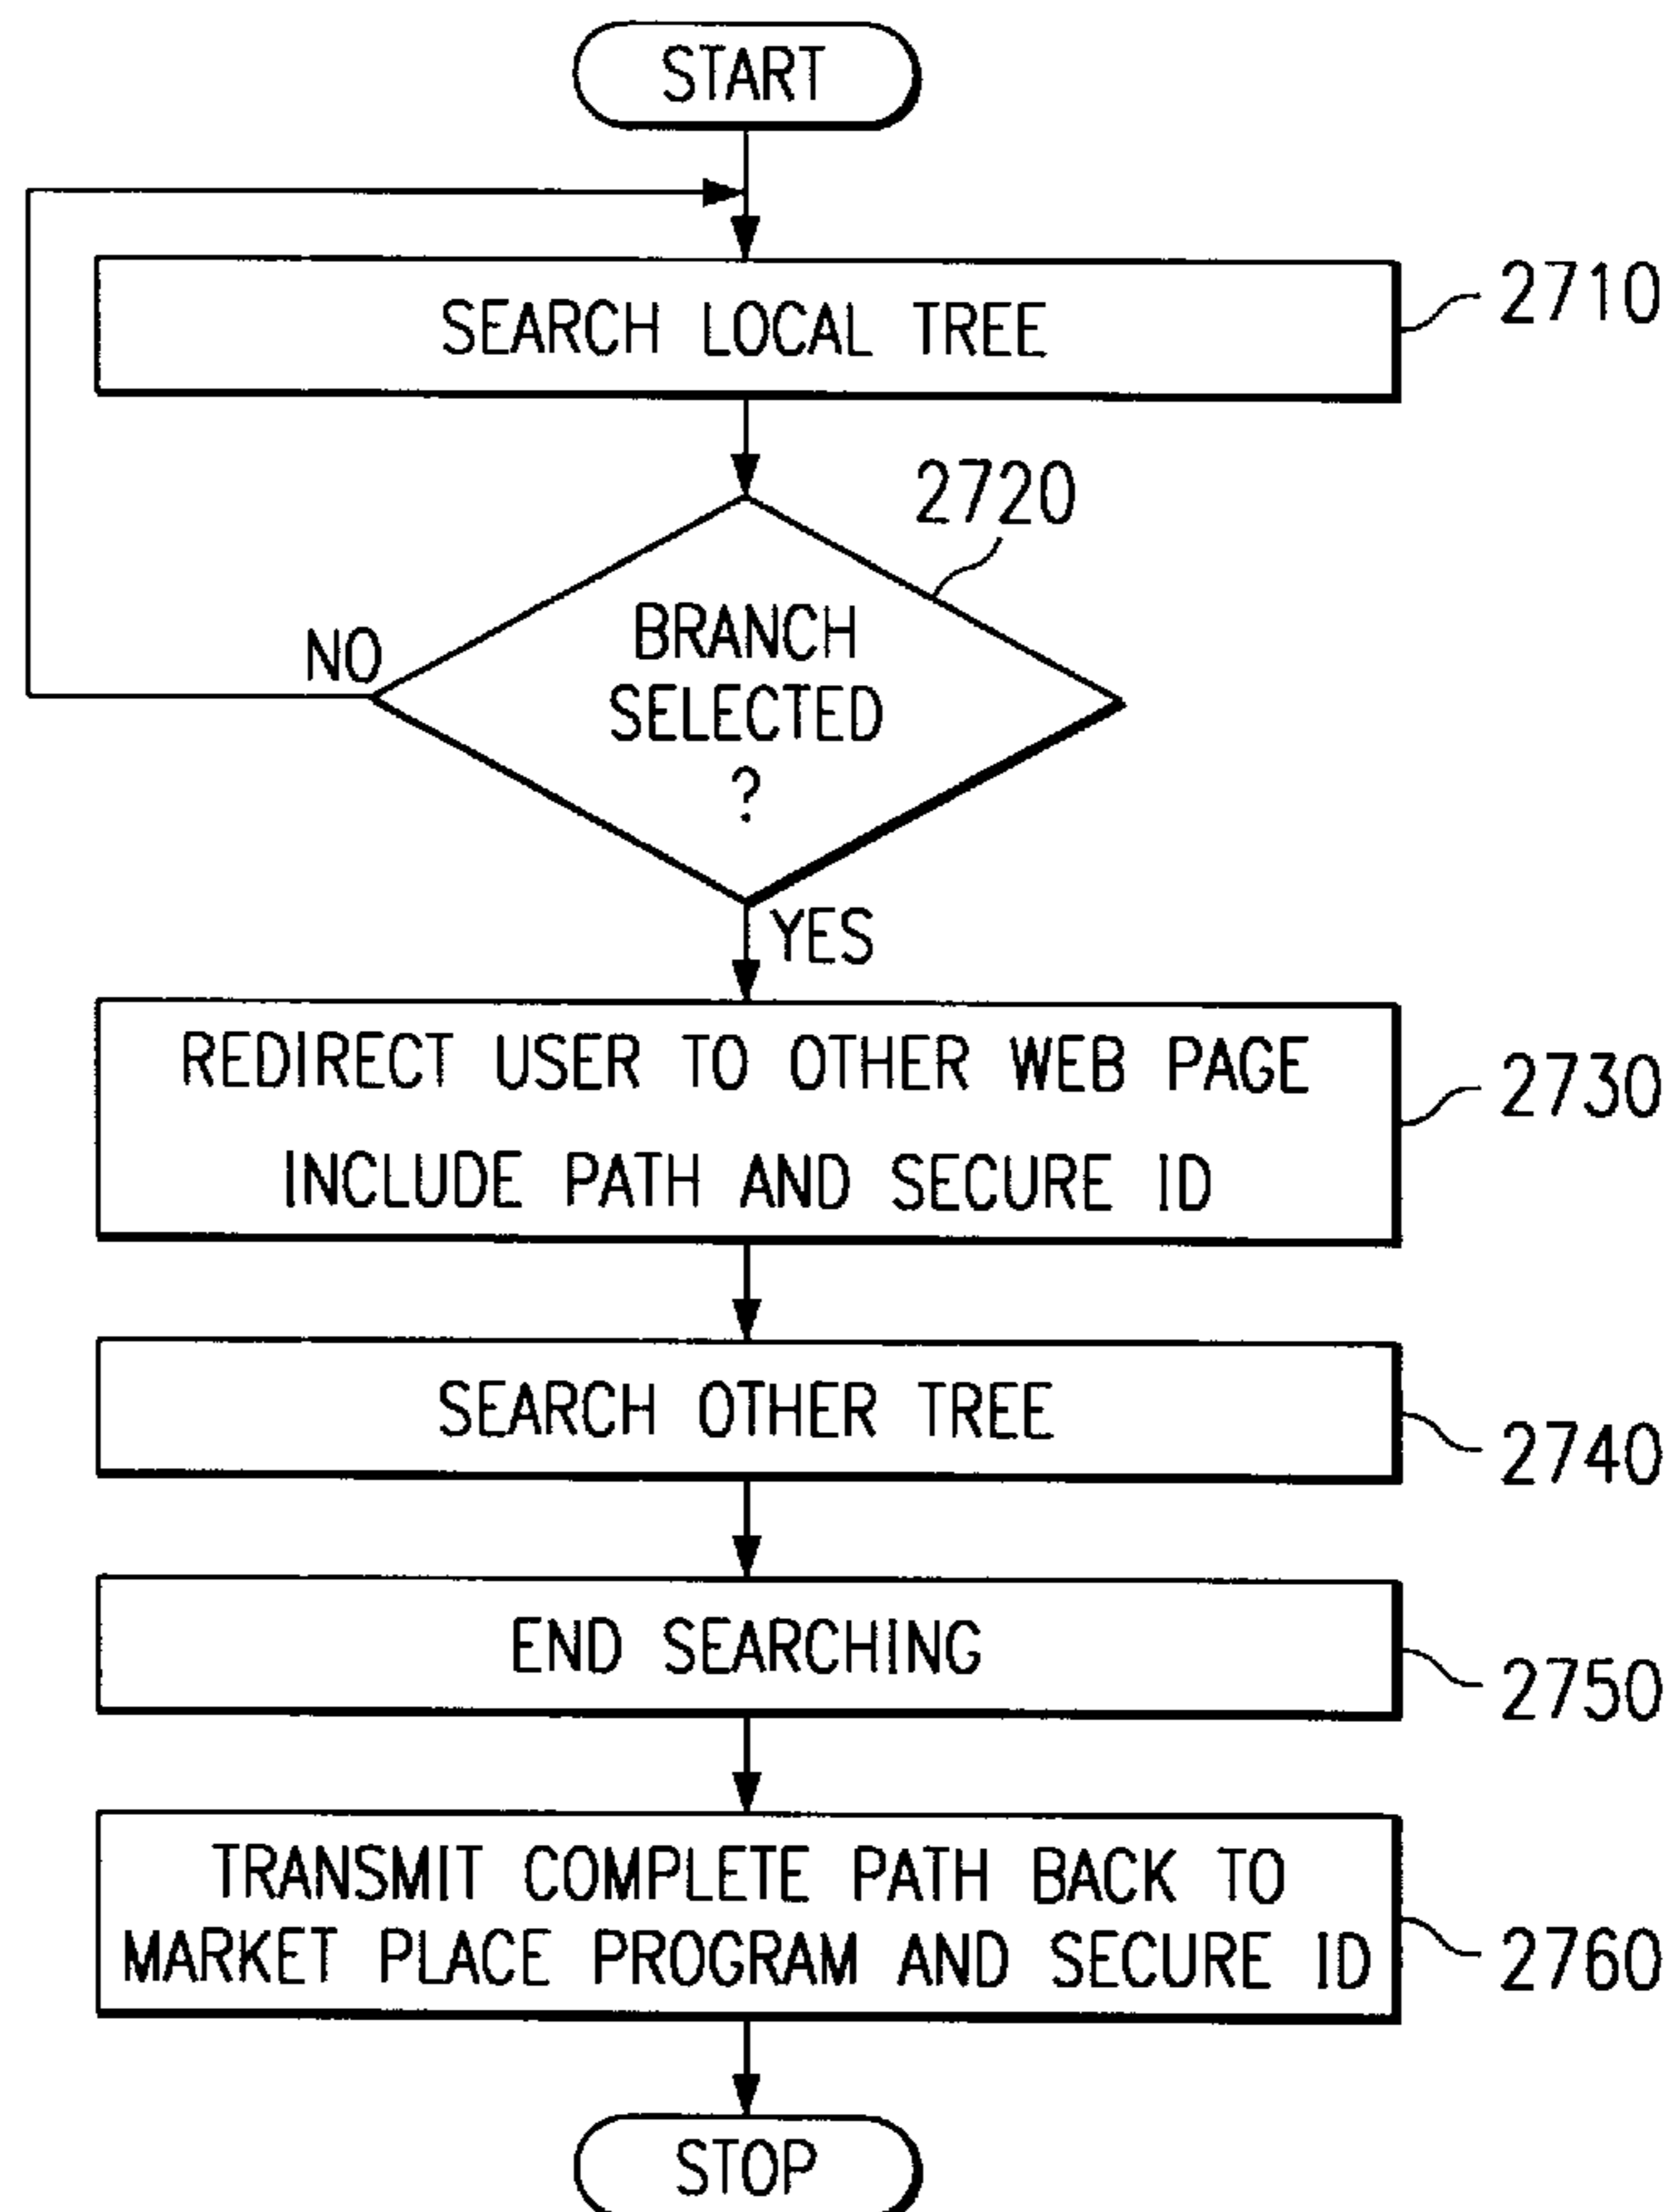 START
SEARCH LOCAL TREE
2710
2720
BRANCH
SELECTED
?
NO
YES
REDIRECT USER TO OTHER WEB PAGE
INCLUDE PATH AND SECURE ID
2730
SEARCH OTHER TREE
2740
END SEARCHING
2750
TRANSMIT COMPLETE PATH BACK TO
MARKET PLACE PROGRAM AND SECURE ID
2760
STOP